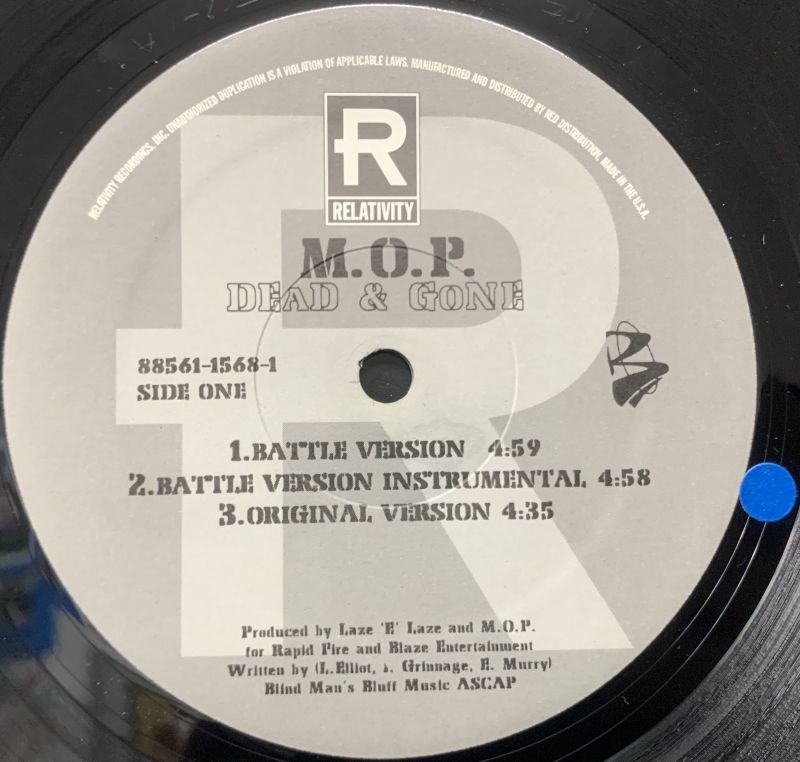 RELATIVITY RECORDINGS, INC. UNAUTHORIZED DUPLICATION IS A VIOLATION OF APPLICABLE LAWS. MANUFACTURED AND DISTRIBUTED BY RED DISTRIBUTION. MADE IN THE U.S.A.
R
RELATIVITY
M.O.P.
DEAD & GONE
88561-1568-1
SIDE ONE
1.BATTLE VERSION 4:59
2.BATTLE VERSION INSTRUMENTAL 4:58
3.ORIGINAL VERSION 4:35
Produced by Laze 'E' Laze and M.O.P.
for Rapid Fire and Blaze Entertainment
Written by (L.Elliot, Grinnage, E. Murry)
Blind Man's Bluff Music ASCAP